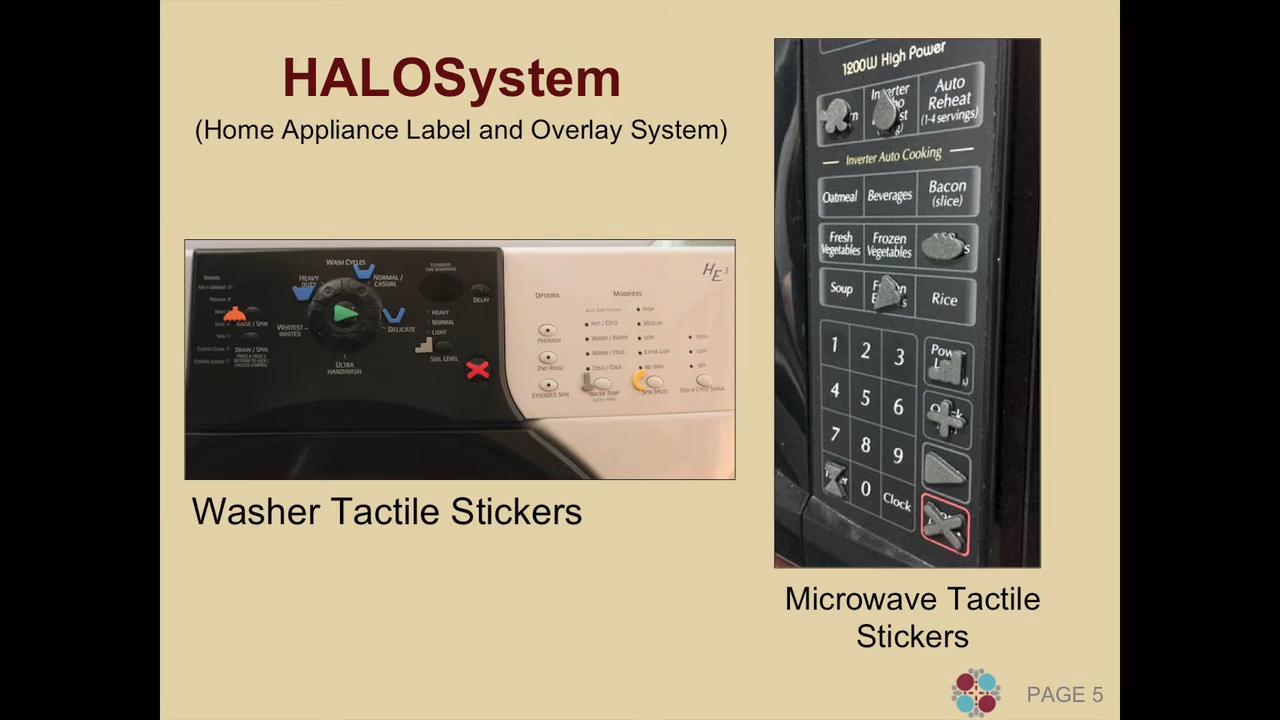 HALOSystem
(Home Appliance Label and Overlay System)
WASH CYCLES
HEAVY
DUTY
NORMAL /
CASUAL
DELAY
RINSE / SPIN
WHITEST
WHITES
DELICATE
HEAVY
NORMAL
LIGHT
DRAIN / SPIN
SOIL LEVEL
ULTRA
HANDWASH
HE3
OPTIONS
MODIFIERS
HOT / COLD
WARM / WARM
WARM / COLD
COLD / COLD
HIGH
MEDIUM
LOW
EXTRA LOW
NO SPIN
PREWASH
2ND RINSE
EXTENDED SPIN
WATER TEMP
SPIN SPEED
END OF CYCLE SIGNAL
Washer Tactile Stickers
1200W High Power
Auto
Reheat
(1-4 servings)
Inverter Auto Cooking
Oatmeal
Beverages
Bacon
(slice)
Fresh
Vegetables
Frozen
Vegetables
Soup
Rice
1 2 3
4 5 6
7 8 9
0 Clock
Microwave Tactile
Stickers
PAGE 5